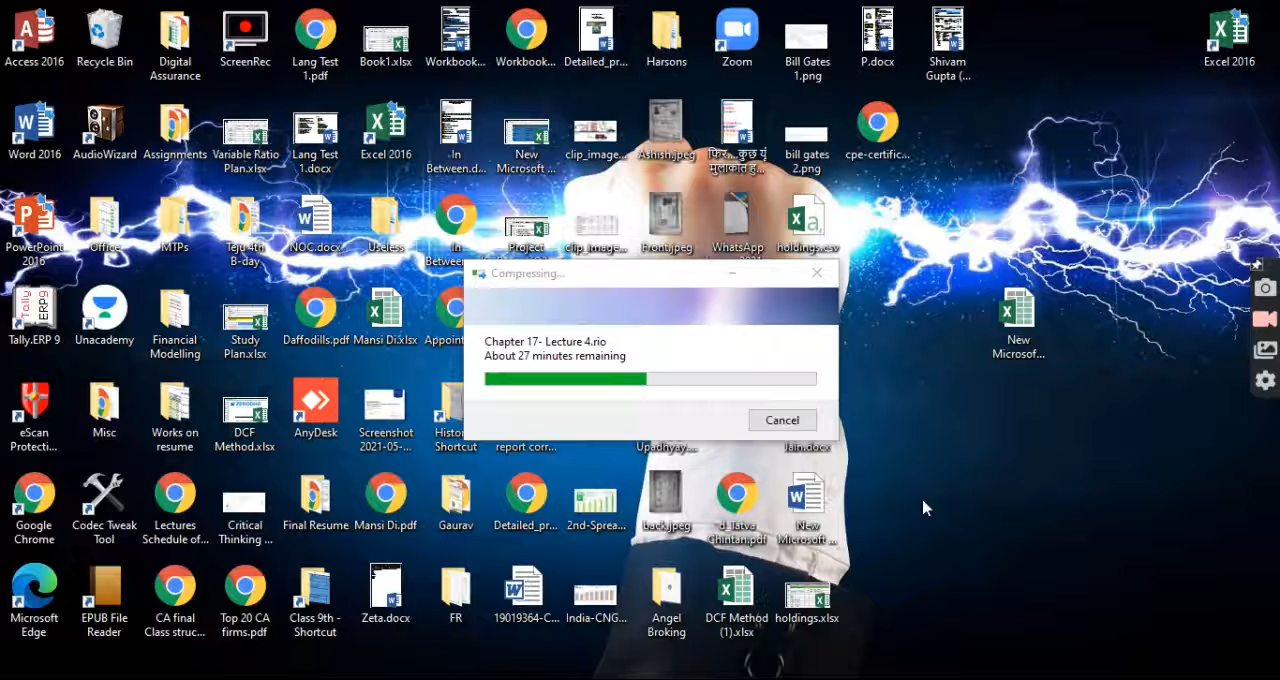 Access 2016
Recycle Bin
Digital
Assurance
ScreenRec
Lang Test
1.pdf
Book1.xlsx
Workbook...
Workbook...
Detailed_pr...
Harsons
Zoom
Bill Gates
1.png
P.docx
Shivam
Gupta (...
Excel 2016
Word 2016
AudioWizard
Assignments
Variable Ratio
Plan.xlsx
Lang Test
1.docx
Excel 2016
In
Between.d...
New
Microsoft ...
clip_image...
Ashish.jpeg
फिर....कुछ यूं
मुलाकात हु...
bill gates
2.png
cpe-certific...
PowerPoint
2016
Office
MTPs
Teju 4th
B-day
NOC.docx
Useless
In
Between...
Project
clip_image...
Front.jpeg
WhatsApp
holdings.csv
Compressing...
Chapter 17- Lecture 4.rio
About 27 minutes remaining
Cancel
Tally.ERP 9
Unacademy
Financial
Modelling
Study
Plan.xlsx
Daffodills.pdf
Mansi Di.xlsx
Appoint
New
Microsof...
eScan
Protecti...
Misc
Works on
resume
DCF
Method.xlsx
AnyDesk
Screenshot
2021-05-...
Histor
Shortcut
report corr...
Upadhyay....
Jain.docx
Google
Chrome
Codec Tweak
Tool
Lectures
Schedule of...
Critical
Thinking ...
Final Resume
Mansi Di.pdf
Gaurav
Detailed_pr...
2nd-Sprea...
back.jpeg
d_Tatva
Chintan.pdf
New
Microsoft ...
Microsoft
Edge
EPUB File
Reader
CA final
Class struc...
Top 20 CA
firms.pdf
Class 9th -
Shortcut
Zeta.docx
FR
19019364-C...
India-CNG...
Angel
Broking
DCF Method
(1).xlsx
holdings.xlsx